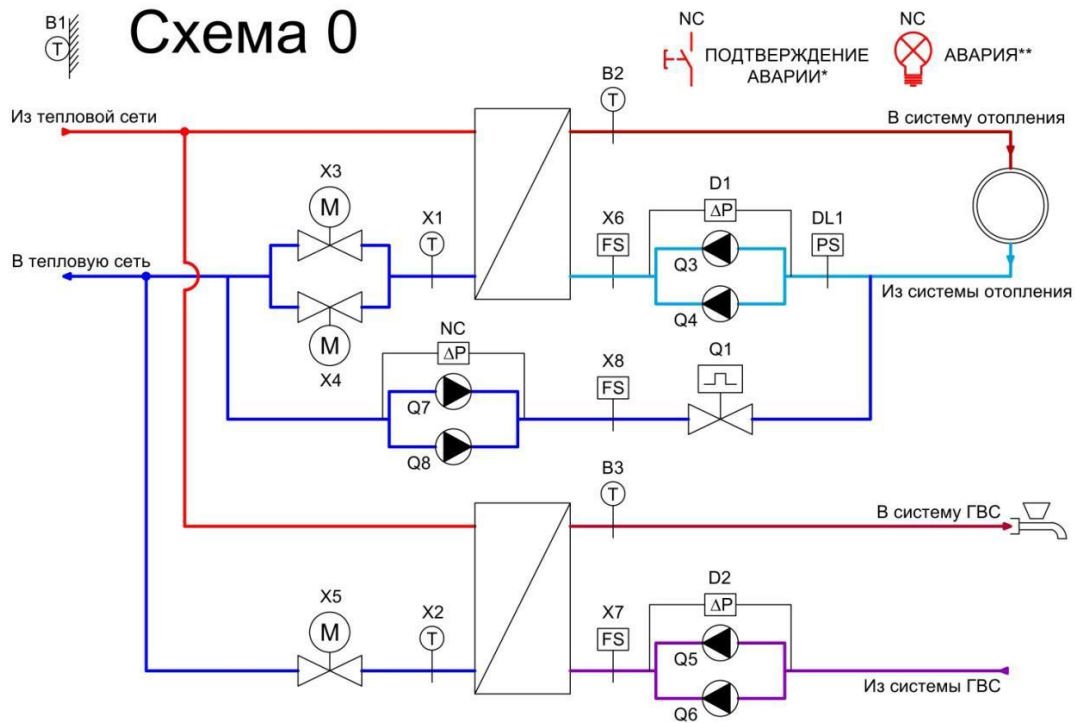 B1
T
Схема 0
NC
ПОДТВЕРЖДЕНИЕ
АВАРИИ*
NC
АВАРИЯ**
B2
T
Из тепловой сети
В систему отопления
X3
M
X1
T
X6
FS
D1
ΔP
DL1
PS
Q3
Q4
В тепловую сеть
Из системы отопления
M
X4
NC
ΔP
Q7
Q8
X8
FS
Q1
B3
T
В систему ГВС
X5
M
X2
T
X7
FS
D2
ΔP
Q5
Q6
Из системы ГВС